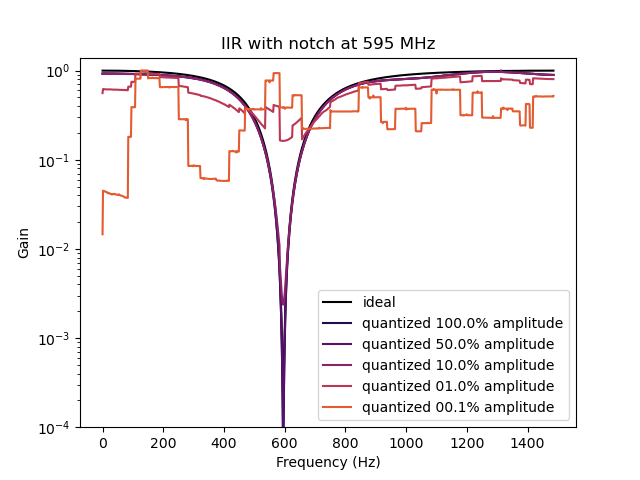 IIR with notch at 595 MHz
Gain
10⁰
10⁻¹
10⁻²
10⁻³
10⁻⁴
ideal
quantized 100.0% amplitude
quantized 50.0% amplitude
quantized 10.0% amplitude
quantized 01.0% amplitude
quantized 00.1% amplitude
0 200 400 600 800 1000 1200 1400
Frequency (Hz)